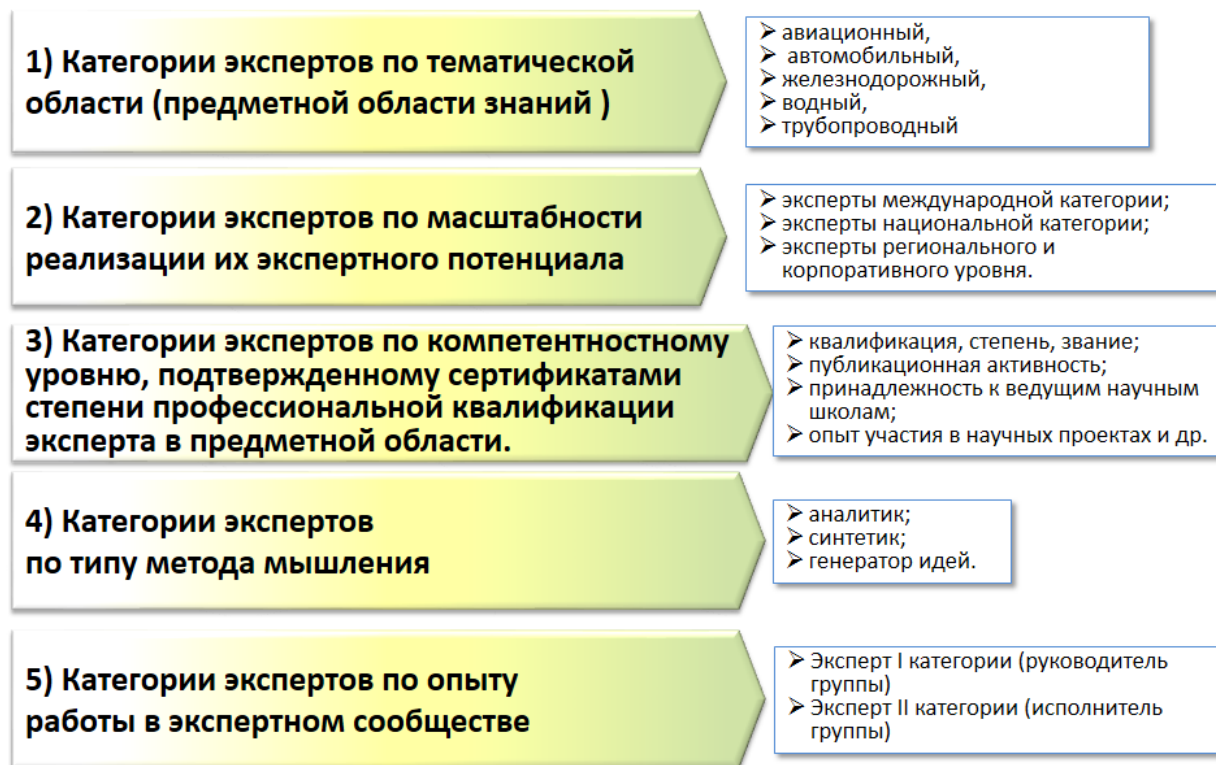 1) Категории экспертов по тематической
области (предметной области знаний )
➢ авиационный,
➢ автомобильный,
➢ железнодорожный,
➢ водный,
➢ трубопроводный
2) Категории экспертов по масштабности
реализации их экспертного потенциала
➢ эксперты международной категории;
➢ эксперты национальной категории;
➢ эксперты регионального и
корпоративного уровня.
3) Категории экспертов по компетентностному
уровню, подтвержденному сертификатами
степени профессиональной квалификации
эксперта в предметной области.
➢ квалификация, степень, звание;
➢ публикационная активность;
➢ принадлежность к ведущим научным
школам;
➢ опыт участия в научных проектах и др.
4) Категории экспертов
по типу метода мышления
➢ аналитик;
➢ синтетик;
➢ генератор идей.
5) Категории экспертов по опыту
работы в экспертном сообществе
➢ Эксперт I категории (руководитель
группы)
➢ Эксперт II категории (исполнитель
группы)